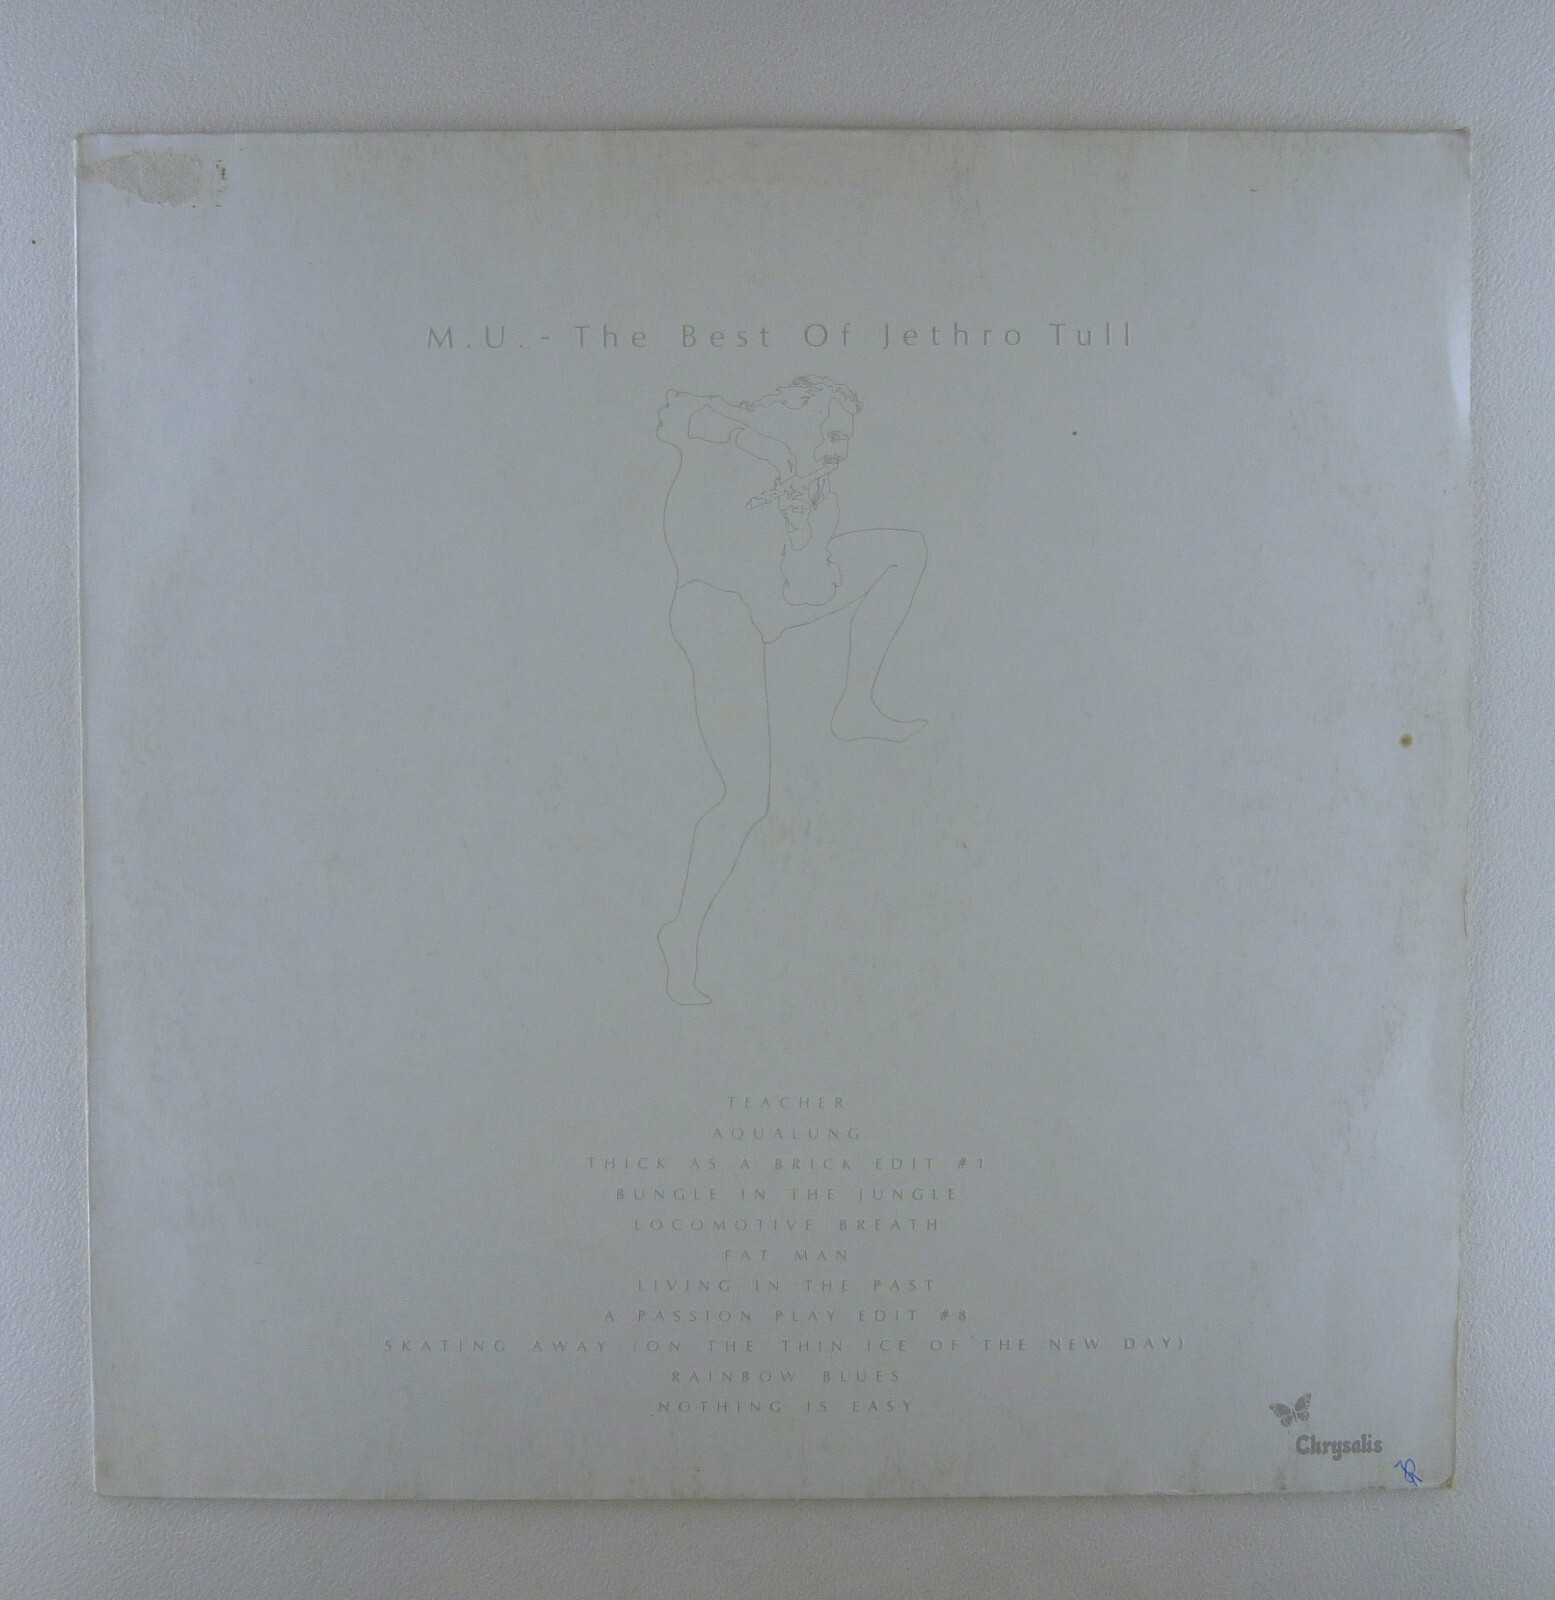 M.U.- The Best Of Jethro Tull
TEACHER
AQUALUNG
THICK AS A BRICK EDIT #1
BUNGLE IN THE JUNGLE
LOCOMOTIVE BREATH
FAT MAN
LIVING IN THE PAST
A PASSION PLAY EDIT #8
SKATING AWAY (ON THE THIN ICE OF THE NEW DAY)
RAINBOW BLUES
NOTHING IS EASY
Chrysalis